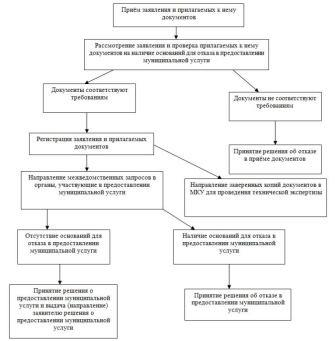 Приём заявления и прилагаемых к нему
документов
Рассмотрение заявления и проверка прилагаемых к нему
документов на наличие оснований для отказа в предоставлении
муниципальной услуги
Документы соответствуют
требованиям
Документы не соответствуют
требованиям
Регистрация заявления и прилагаемых
документов
Принятие решения об отказе
в приёме документов
Направление межведомственных запросов в
органы, участвующие в предоставлении
муниципальной услуги
Направление заверенных копий документов в
МКУ для проведения технической экспертизы
Отсутствие оснований для
отказа в предоставлении
муниципальной услуги
Наличие оснований для отказа в
предоставлении муниципальной
услуги
Принятие решения о
предоставлении муниципальной
услуги и выдача (направление)
заявителю решения о
предоставлении муниципальной
услуги
Принятие решения об отказе в
предоставлении муниципальной
услуги